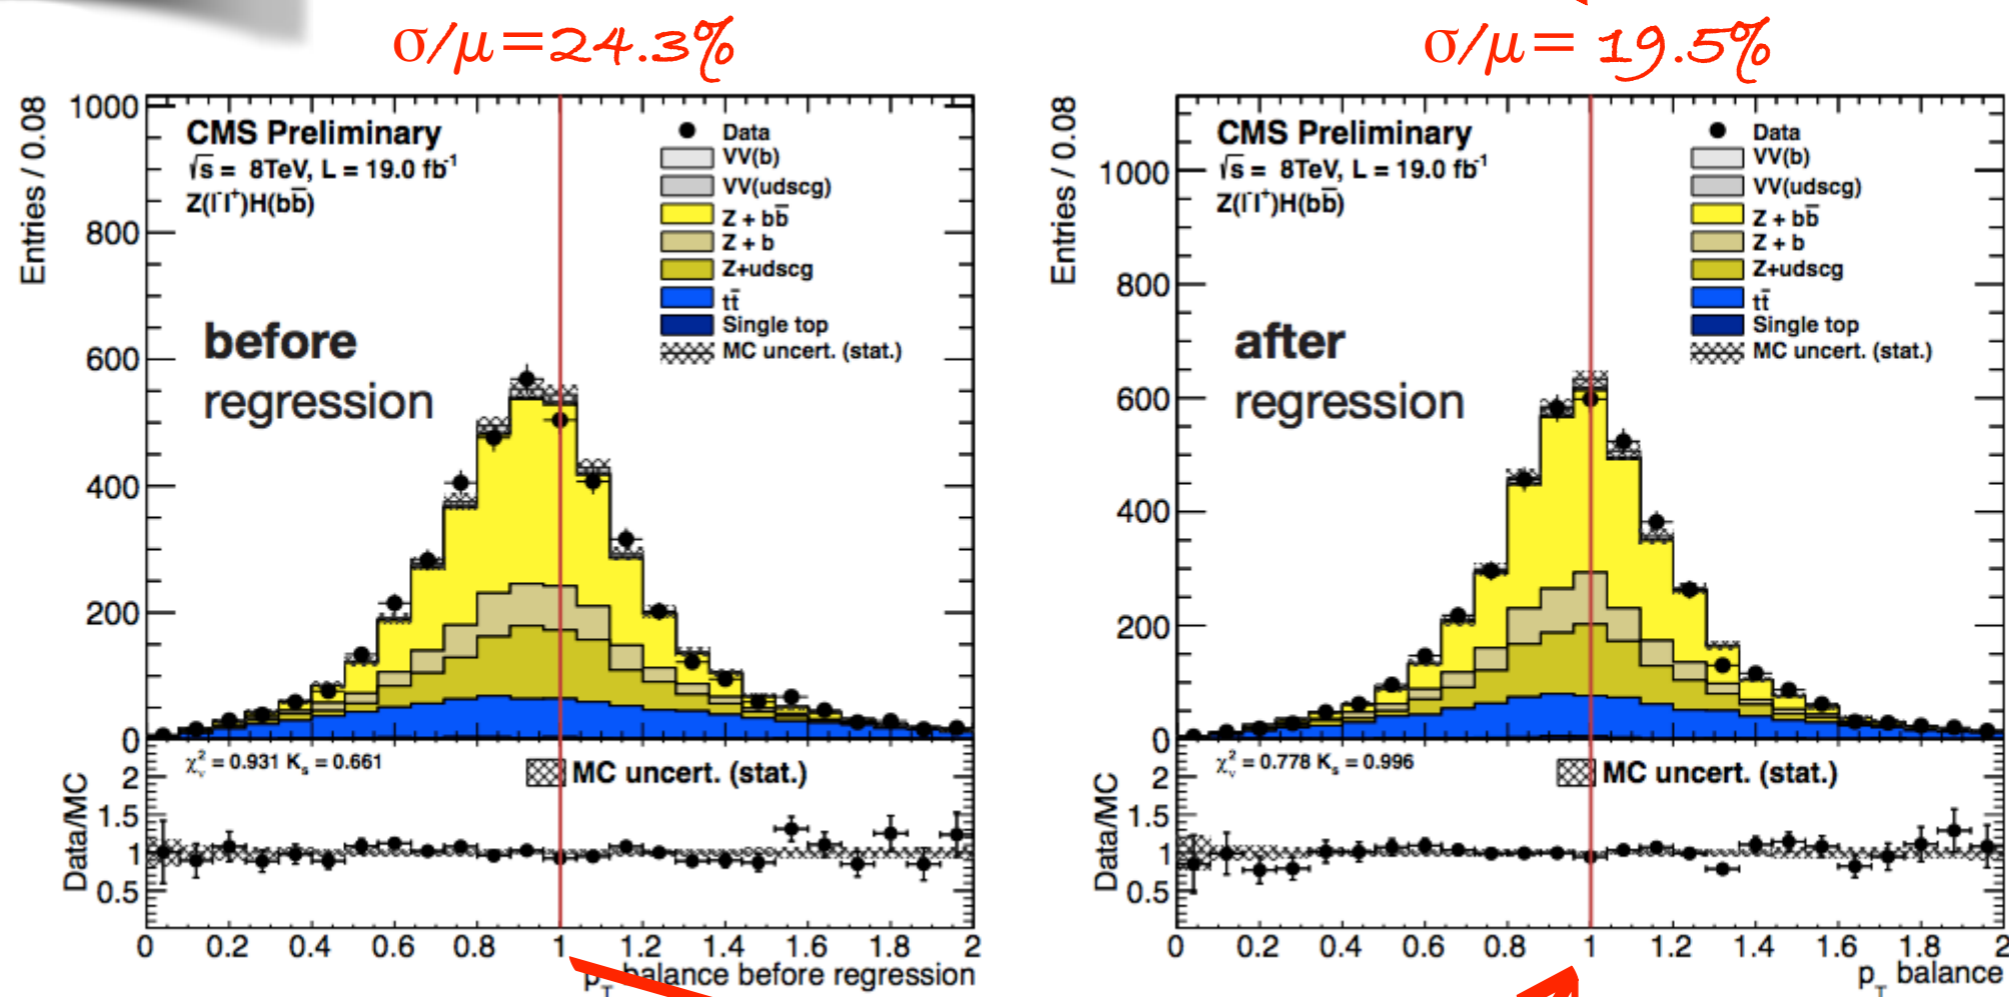 σ/μ=24.3%
1000
800
600
400
200
0
Entries / 0.08
CMS Preliminary
√s = 8TeV, L = 19.0 fb⁻¹
Z(l⁻l⁺)H(bb̄)
before
regression
Data
VV(b)
VV(udscg)
Z + bb̄
Z + b
Z+udscg
tt̄
Single top
MC uncert. (stat.)
χ²ᵥ = 0.931 Kₛ = 0.661
MC uncert. (stat.)
Data/MC
2
1.5
1
0.5
0 0.2 0.4 0.6 0.8 1 1.2 1.4 1.6 1.8 2
p_T balance before regression
σ/μ= 19.5%
1000
800
600
400
200
0
Entries / 0.08
CMS Preliminary
√s = 8TeV, L = 19.0 fb⁻¹
Z(l⁻l⁺)H(bb̄)
after
regression
Data
VV(b)
VV(udscg)
Z + bb̄
Z + b
Z+udscg
tt̄
Single top
MC uncert. (stat.)
χ²ᵥ = 0.778 Kₛ = 0.996
MC uncert. (stat.)
Data/MC
2
1.5
1
0.5
0 0.2 0.4 0.6 0.8 1 1.2 1.4 1.6 1.8 2
p_T balance